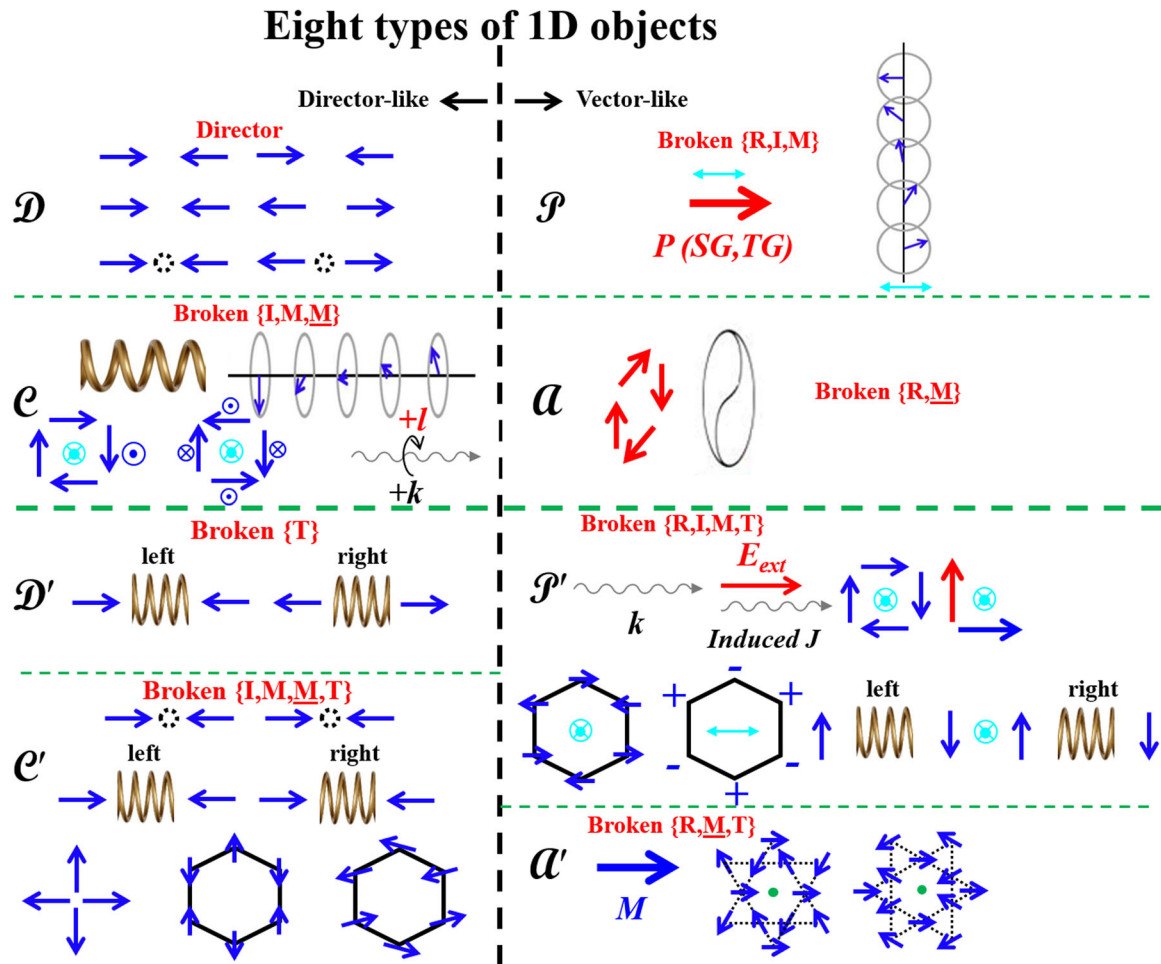 Eight types of 1D objects
Director-like
Vector-like
Director
𝒟
Broken {R,I,M}
𝒫
P (SG,TG)
Broken {I,M,M̲}
𝒞
+l
+k
𝒜
Broken {R,M̲}
Broken {T}
left
right
𝒟′
Broken {R,I,M,T}
𝒫′
E_ext
k
Induced J
-
+
+
-
-
+
left
right
Broken {I,M,M̲,T}
left
right
𝒞′
Broken {R,M̲,T}
𝒜′
M